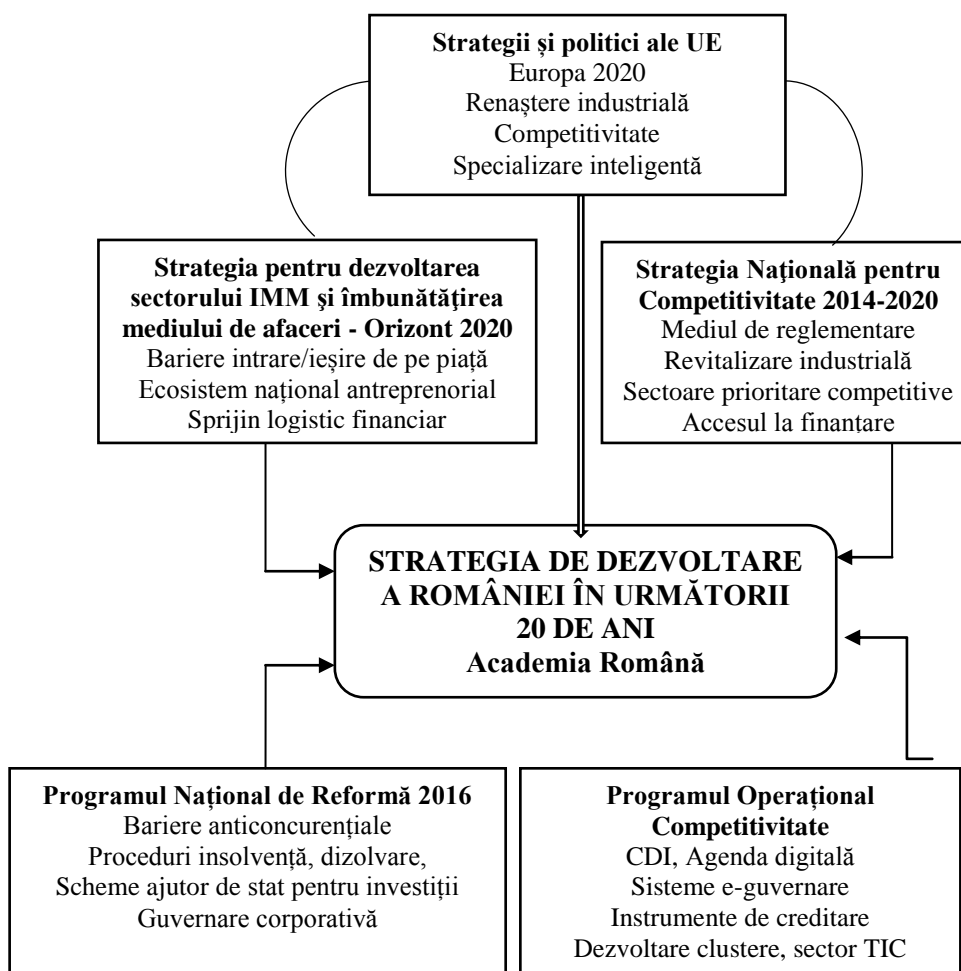 Strategii și politici ale UE
Europa 2020
Renaștere industrială
Competitivitate
Specializare inteligentă
Strategia pentru dezvoltarea
sectorului IMM şi îmbunătăţirea
mediului de afaceri - Orizont 2020
Bariere intrare/ieșire de pe piață
Ecosistem național antreprenorial
Sprijin logistic financiar
Strategia Naţională pentru
Competitivitate 2014-2020
Mediul de reglementare
Revitalizare industrială
Sectoare prioritare competitive
Accesul la finanțare
STRATEGIA DE DEZVOLTARE
A ROMÂNIEI ÎN URMĂTORII
20 DE ANI
Academia Română
Programul Național de Reformă 2016
Bariere anticoncurențiale
Proceduri insolvență, dizolvare,
Scheme ajutor de stat pentru investiții
Guvernare corporativă
Programul Operațional
Competitivitate
CDI, Agenda digitală
Sisteme e-guvernare
Instrumente de creditare
Dezvoltare clustere, sector TIC